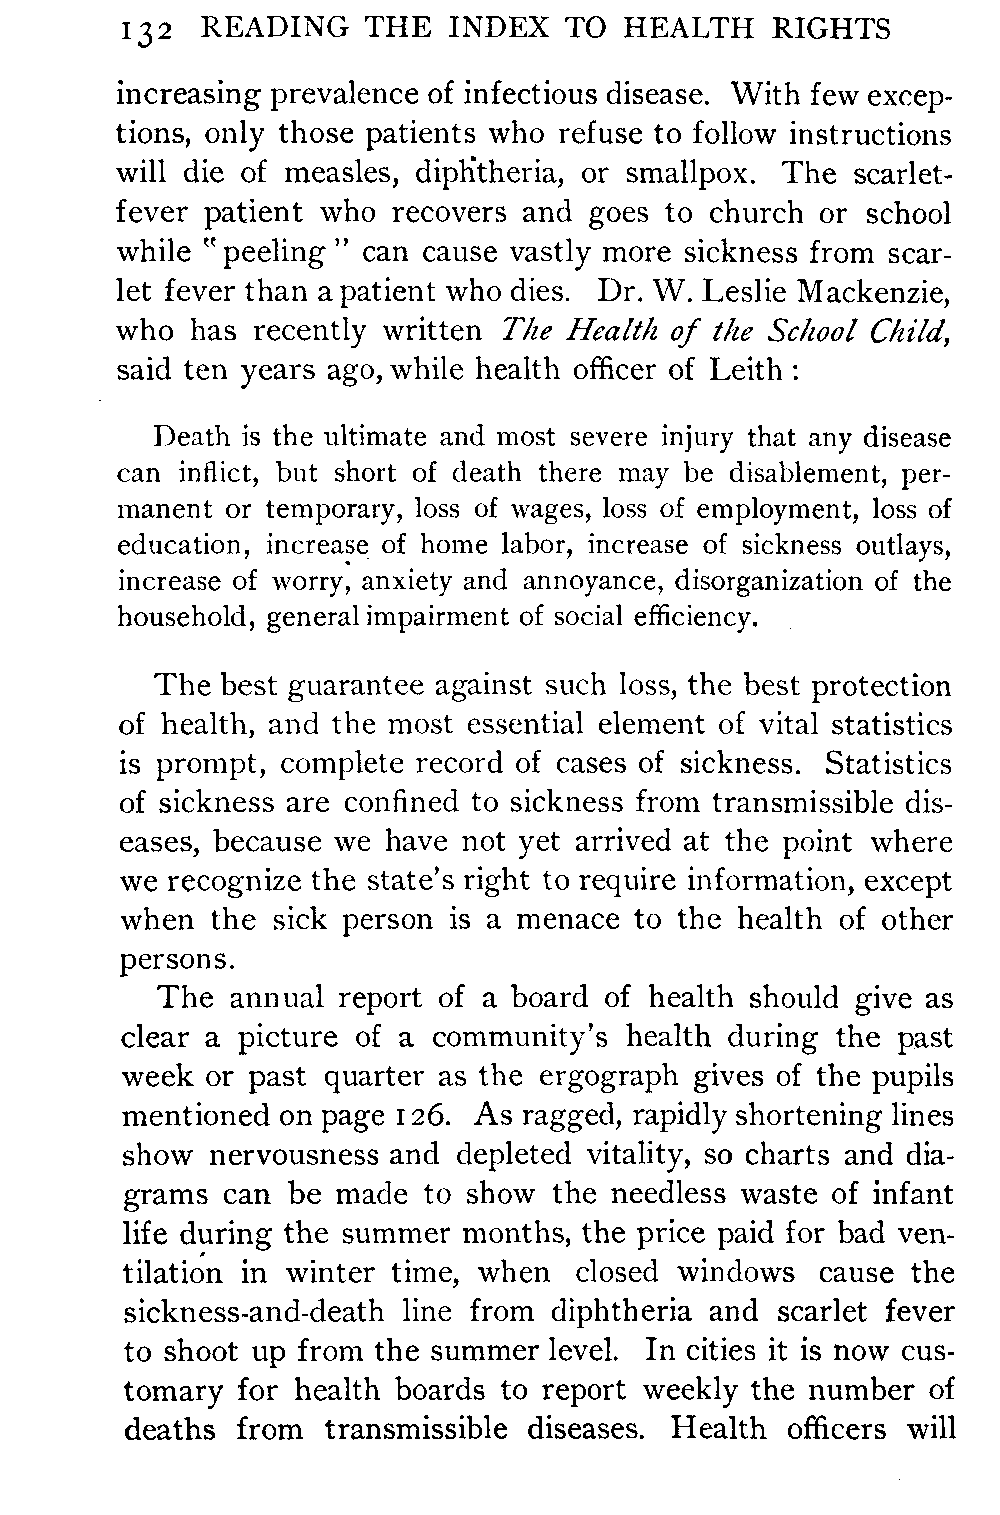 132 READING THE INDEX TO HEALTH RIGHTS
increasing prevalence of infectious disease. With few excep-
tions, only those patients who refuse to follow instructions
will die of measles, diphtheria, or smallpox. The scarlet-
fever patient who recovers and goes to church or school
while "peeling" can cause vastly more sickness from scar-
let fever than a patient who dies. Dr. W. Leslie Mackenzie,
who has recently written The Health of the School Child,
said ten years ago, while health officer of Leith :
Death is the ultimate and most severe injury that any disease
can inflict, but short of death there may be disablement, per-
manent or temporary, loss of wages, loss of employment, loss of
education, increase of home labor, increase of sickness outlays,
increase of worry, anxiety and annoyance, disorganization of the
household, general impairment of social efficiency.
The best guarantee against such loss, the best protection
of health, and the most essential element of vital statistics
is prompt, complete record of cases of sickness. Statistics
of sickness are confined to sickness from transmissible dis-
eases, because we have not yet arrived at the point where
we recognize the state's right to require information, except
when the sick person is a menace to the health of other
persons.
The annual report of a board of health should give as
clear a picture of a community's health during the past
week or past quarter as the ergograph gives of the pupils
mentioned on page 126. As ragged, rapidly shortening lines
show nervousness and depleted vitality, so charts and dia-
grams can be made to show the needless waste of infant
life during the summer months, the price paid for bad ven-
tilation in winter time, when closed windows cause the
sickness-and-death line from diphtheria and scarlet fever
to shoot up from the summer level. In cities it is now cus-
tomary for health boards to report weekly the number of
deaths from transmissible diseases. Health officers will